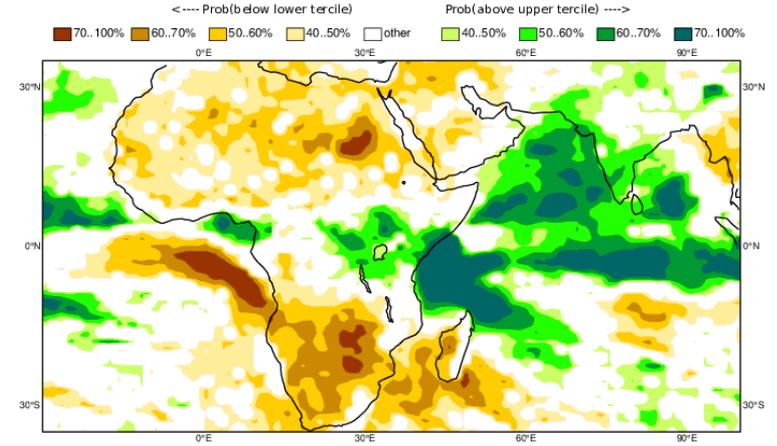 <---- Prob(below lower tercile) Prob(above upper tercile) ---->
70..100% 60..70% 50..60% 40..50% other 40..50% 50..60% 60..70% 70..100%
0°E 30°E 60°E 90°E
30°N 30°N
0°N 0°N
30°S 30°S
0°E 30°E 60°E 90°E